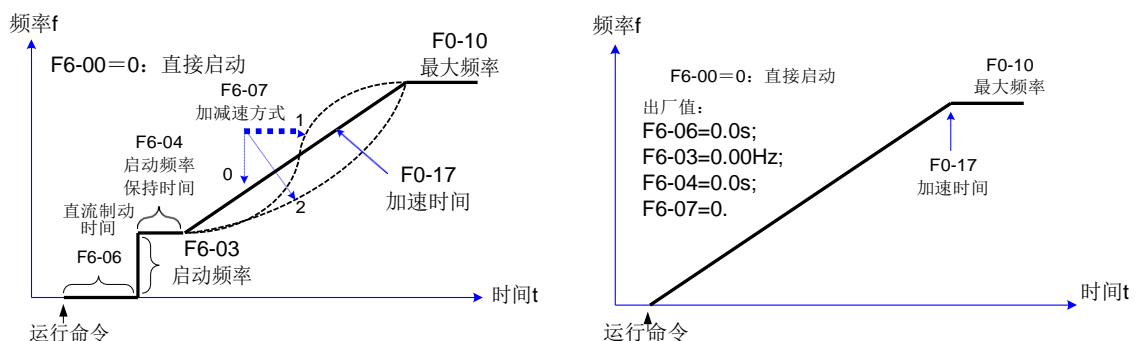 频率f
F6-00＝0：直接启动
F0-10
最大频率
F6-07
加减速方式
1
F6-04
启动频率
保持时间
0
F0-17
加速时间
2
直流制动
时间
F6-06
F6-03
启动频率
时间t
运行命令
频率f
F6-00＝0：直接启动
F0-10
最大频率
出厂值：
F6-06=0.0s;
F6-03=0.00Hz;
F6-04=0.0s;
F6-07=0.
F0-17
加速时间
时间t
运行命令